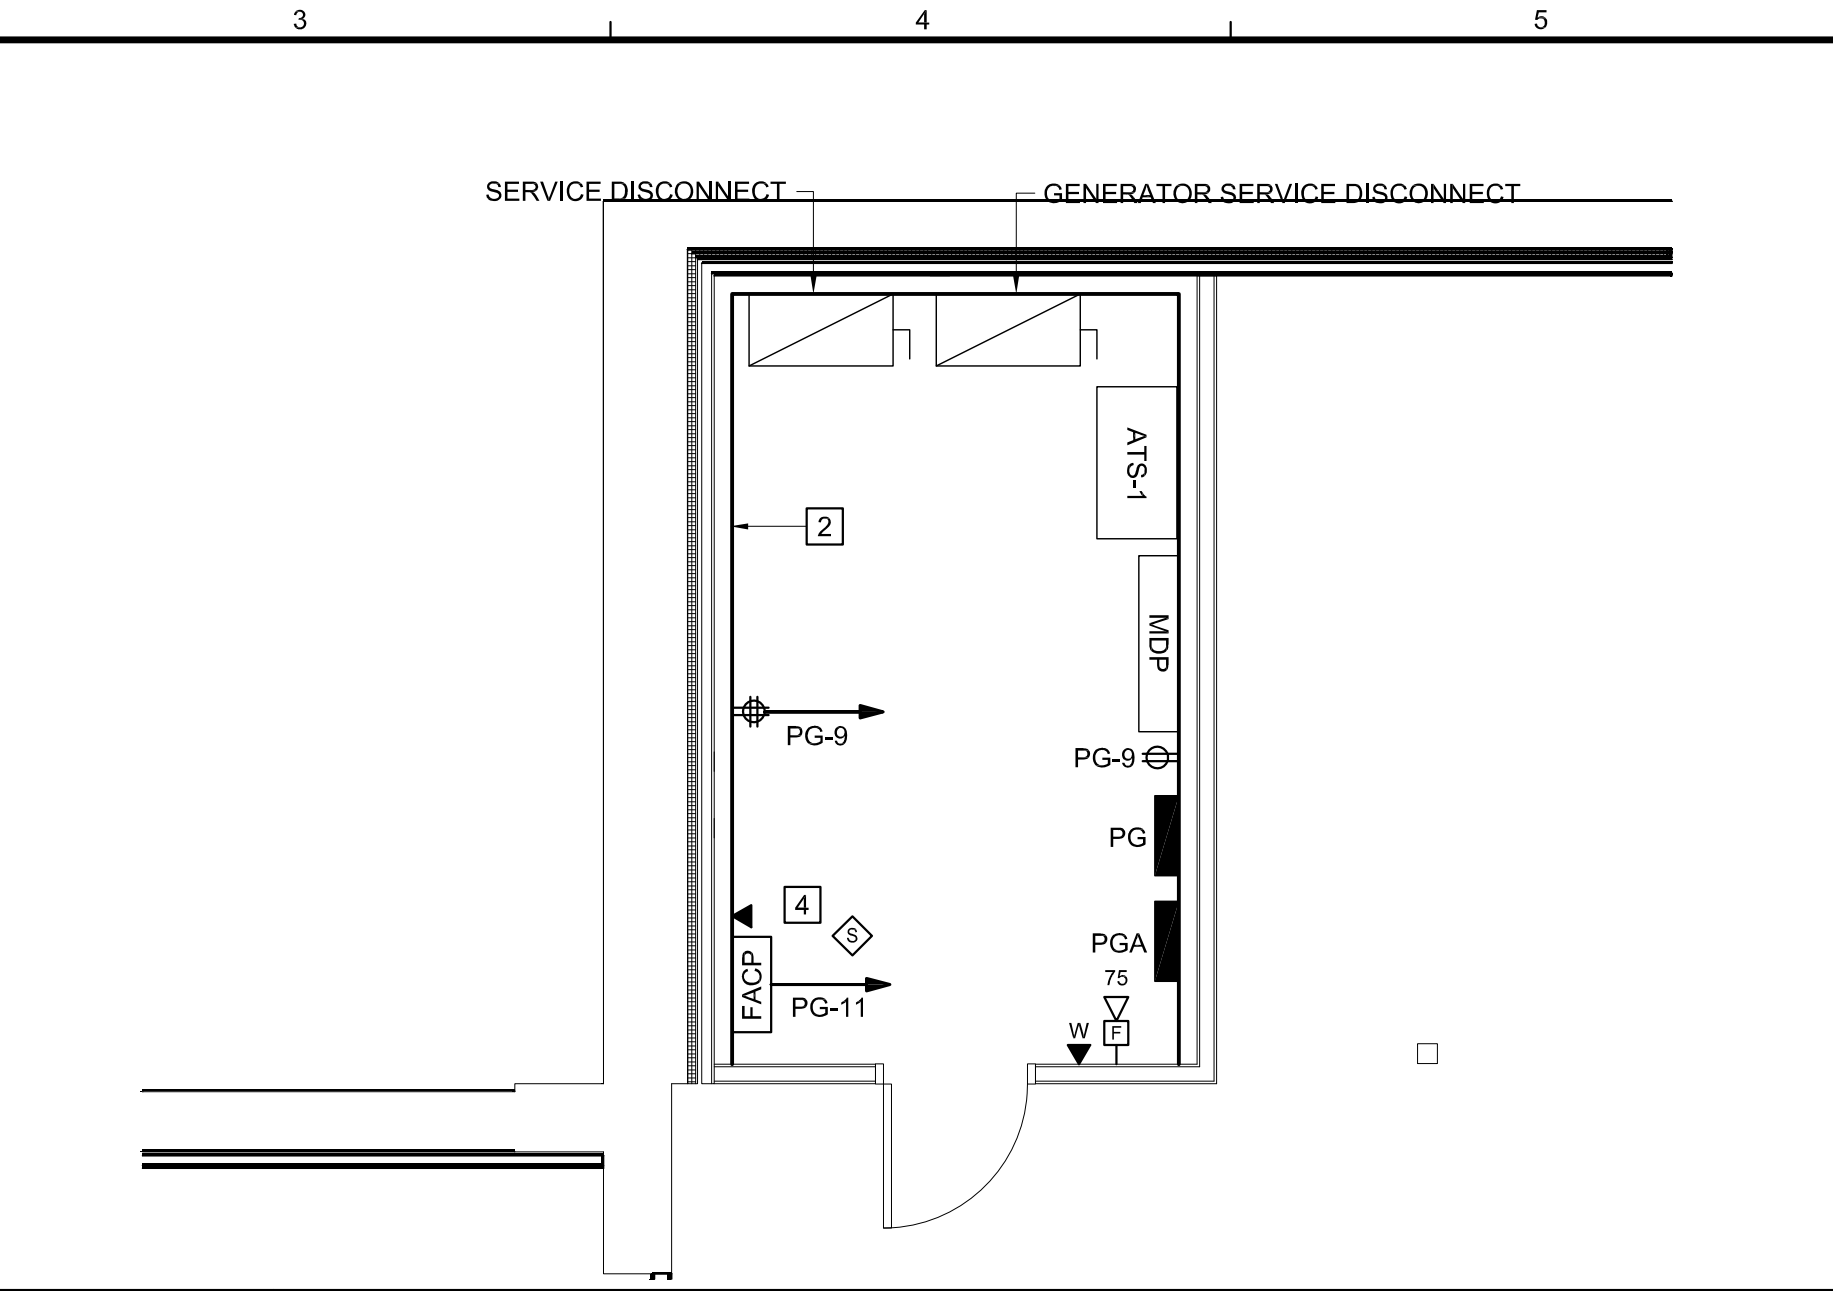 3 4 5
SERVICE DISCONNECT
GENERATOR SERVICE DISCONNECT
ATS-1
2
MDP
PG-9
PG-9
PG
4
S
PGA
FACP
PG-11
75
W
F